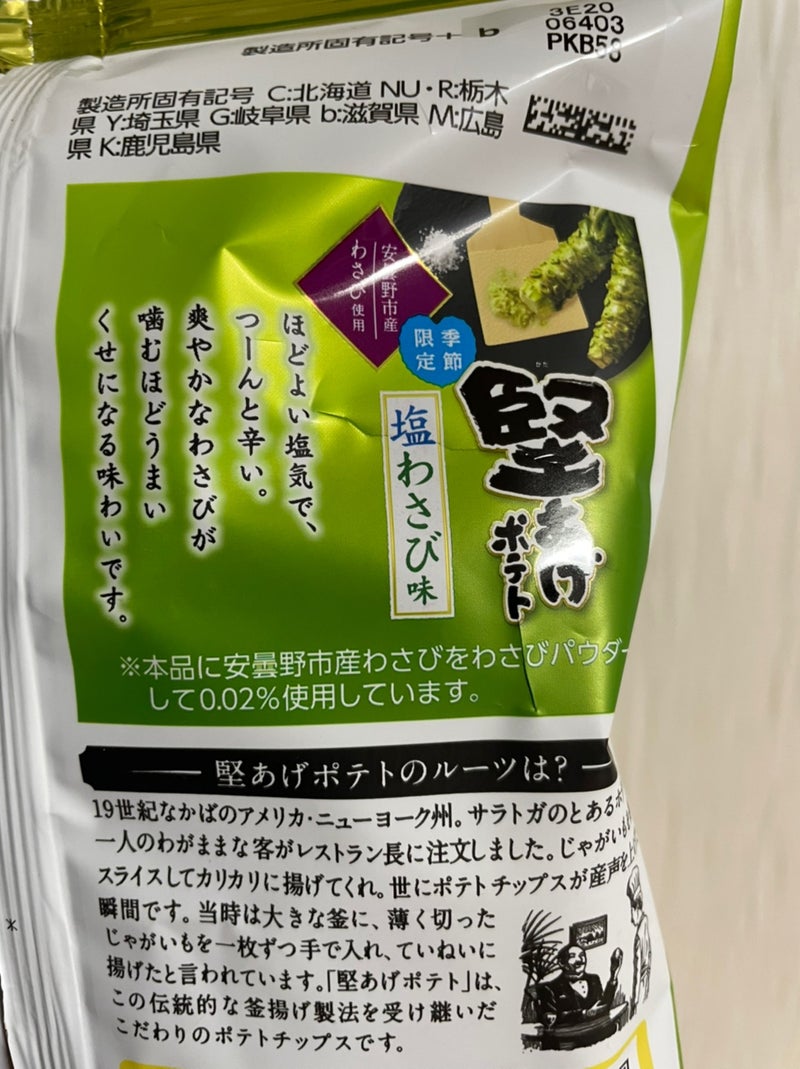 3E20
06403
PKB58
製造所固有記号+ b
製造所固有記号 C:北海道 NU・R:栃木
県 Y:埼玉県 G:岐阜県 b:滋賀県 M:広島
県 K:鹿児島県
安曇野市産
わさび使用
季節
限定
堅あげ
ポテト
塩わさび味
ほどよい塩気で、
つーんと辛い。
爽やかなわさびが
噛むほどうまい
くせになる味わいです。
※本品に安曇野市産わさびをわさびパウダー
して0.02%使用しています。
堅あげポテトのルーツは?
19世紀なかばのアメリカ・ニューヨーク州。サラトガのとあるホ
一人のわがままな客がレストラン長に注文しました。じゃがいも
スライスしてカリカリに揚げてくれ。世にポテトチップスが産声を上
瞬間です。当時は大きな釜に、薄く切った
じゃがいもを一枚ずつ手で入れ、ていねいに
揚げたと言われています。「堅あげポテト」は、
この伝統的な釜揚げ製法を受け継いだ
こだわりのポテトチップスです。